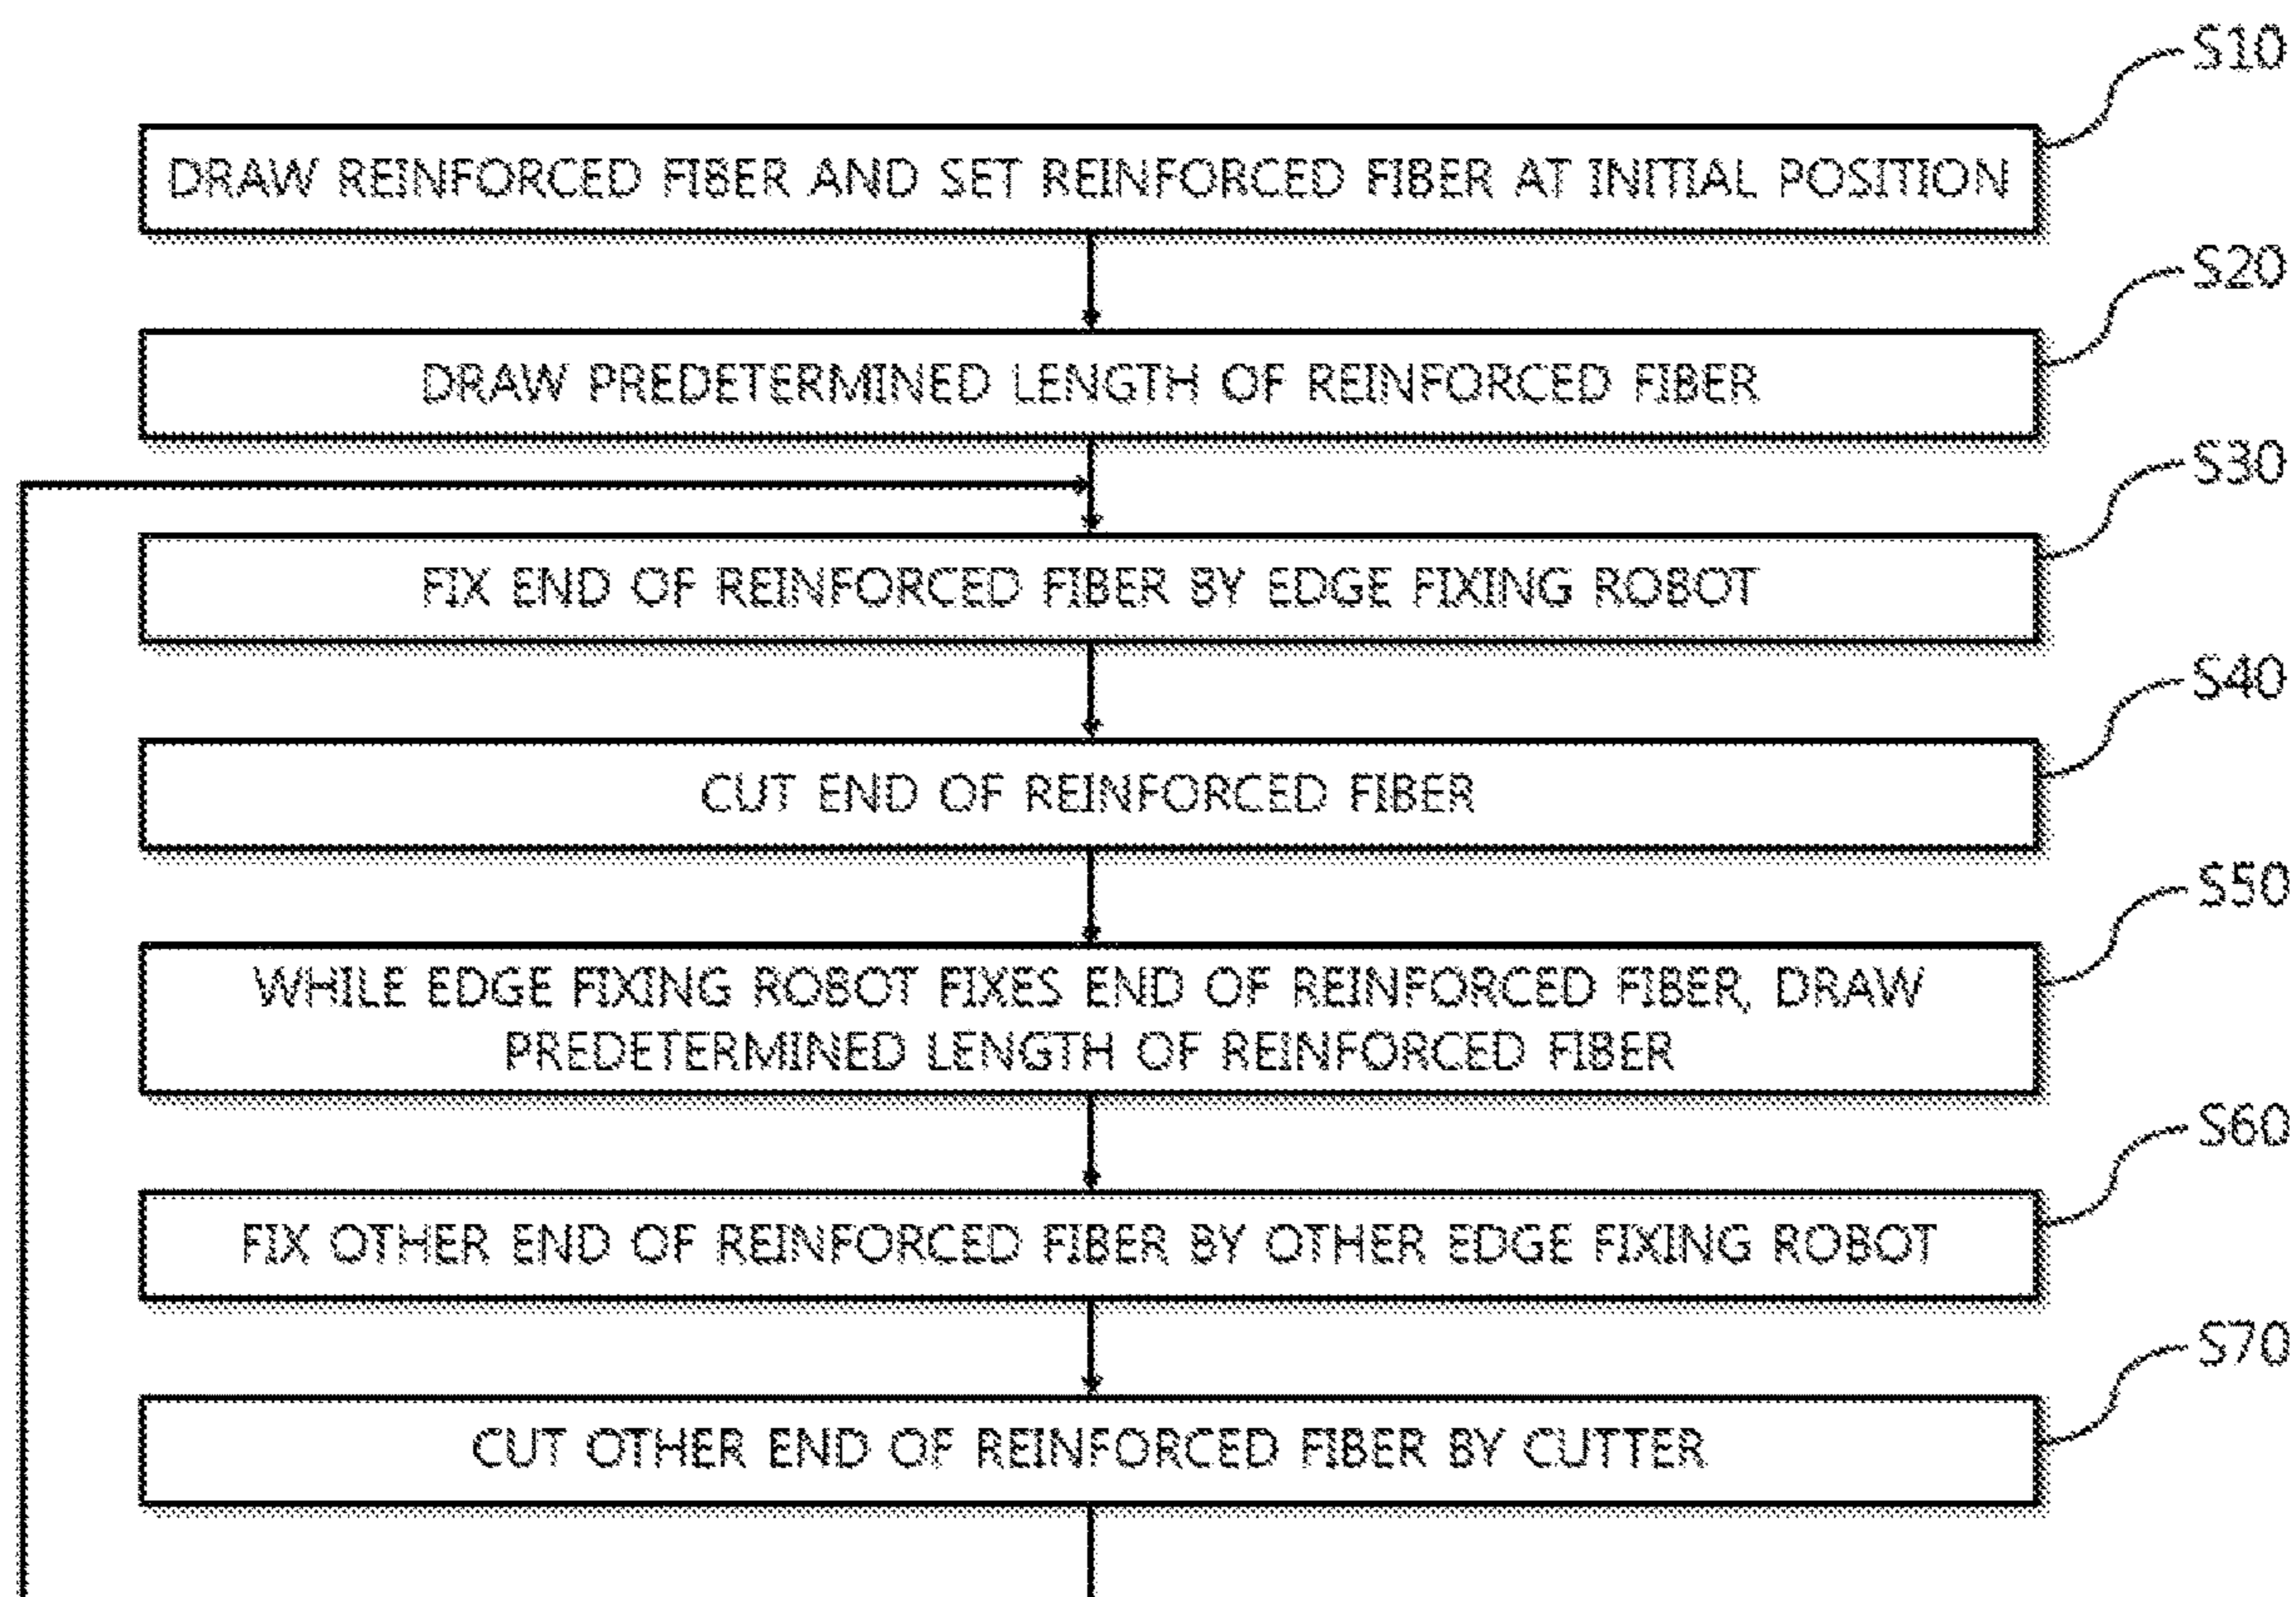 S10
DRAW REINFORCED FIBER AND SET REINFORCED FIBER AT INITIAL POSITION
S20
DRAW PREDETERMINED LENGTH OF REINFORCED FIBER
S30
FIX END OF REINFORCED FIBER BY EDGE FIXING ROBOT
S40
CUT END OF REINFORCED FIBER
S50
WHILE EDGE FIXING ROBOT FIXES END OF REINFORCED FIBER, DRAW
PREDETERMINED LENGTH OF REINFORCED FIBER
S60
FIX OTHER END OF REINFORCED FIBER BY OTHER EDGE FIXING ROBOT
S70
CUT OTHER END OF REINFORCED FIBER BY CUTTER